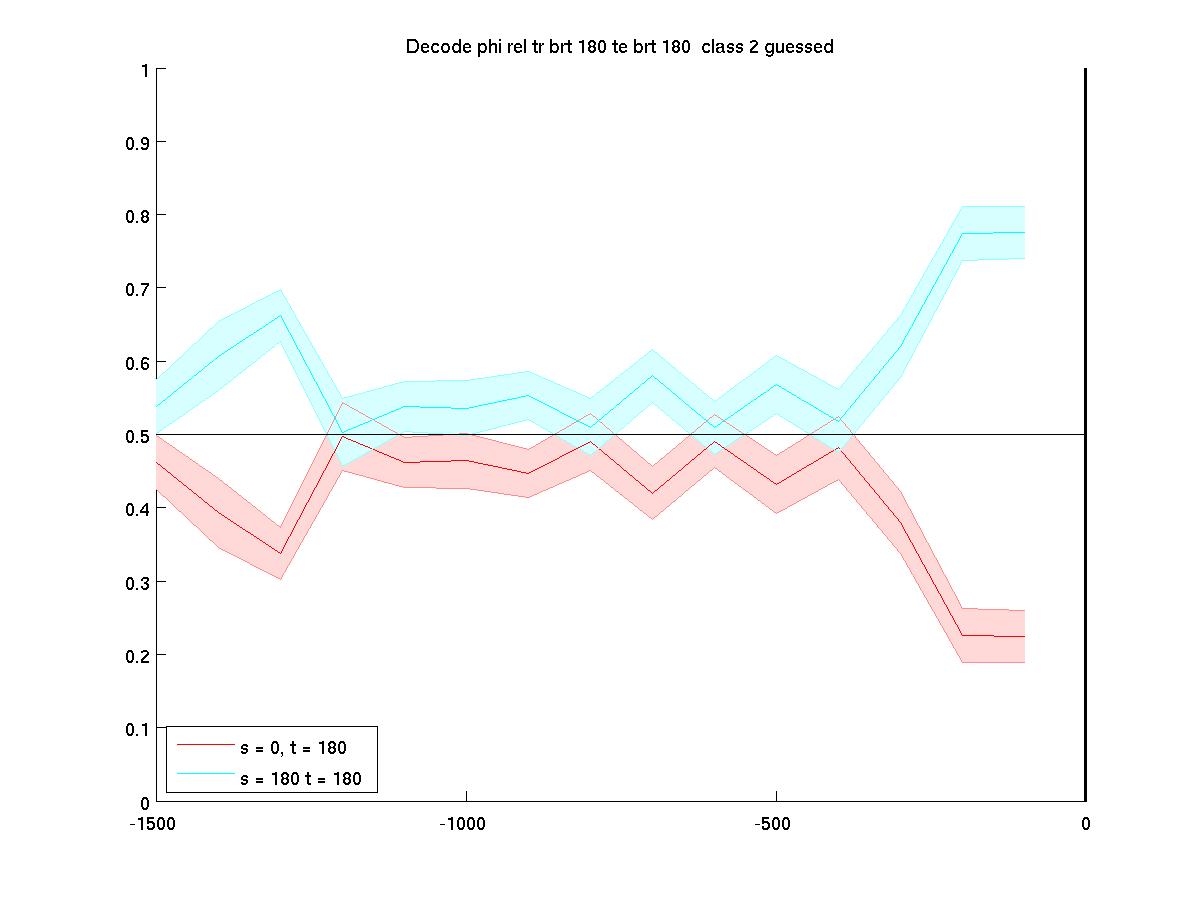 Decode phi rel tr brt 180 te brt 180  class 2 guessed
1
0.9
0.8
0.7
0.6
0.5
0.4
0.3
0.2
0.1
0
s = 0, t = 180
s = 180 t = 180
-1500 -1000 -500 0